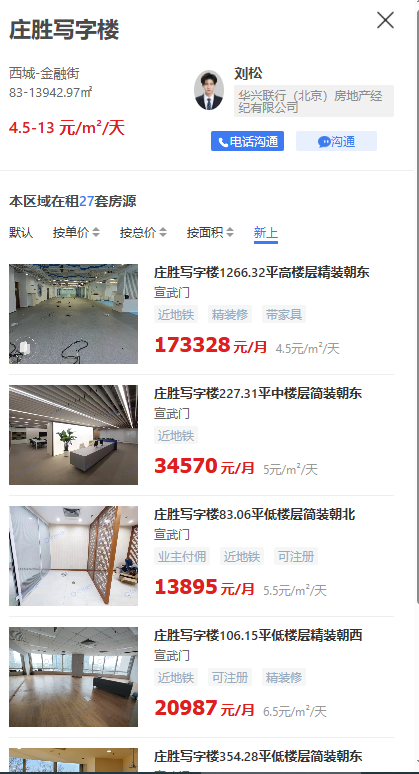 庄胜写字楼
西城-金融街
83-13942.97㎡
4.5-13 元/m²/天
刘松
华兴联行（北京）房地产经
纪有限公司
电话沟通
沟通
本区域在租27套房源
默认 按单价 按总价 按面积 新上
庄胜写字楼1266.32平高楼层精装朝东
宣武门
近地铁 精装修 带家具
173328 元/月 4.5元/m²/天
庄胜写字楼227.31平中楼层简装朝东
宣武门
近地铁
34570 元/月 5元/m²/天
庄胜写字楼83.06平低楼层简装朝北
宣武门
业主付佣 近地铁 可注册
13895 元/月 5.5元/m²/天
庄胜写字楼106.15平低楼层精装朝西
宣武门
近地铁 可注册 精装修
20987 元/月 6.5元/m²/天
庄胜写字楼354.28平低楼层简装朝东